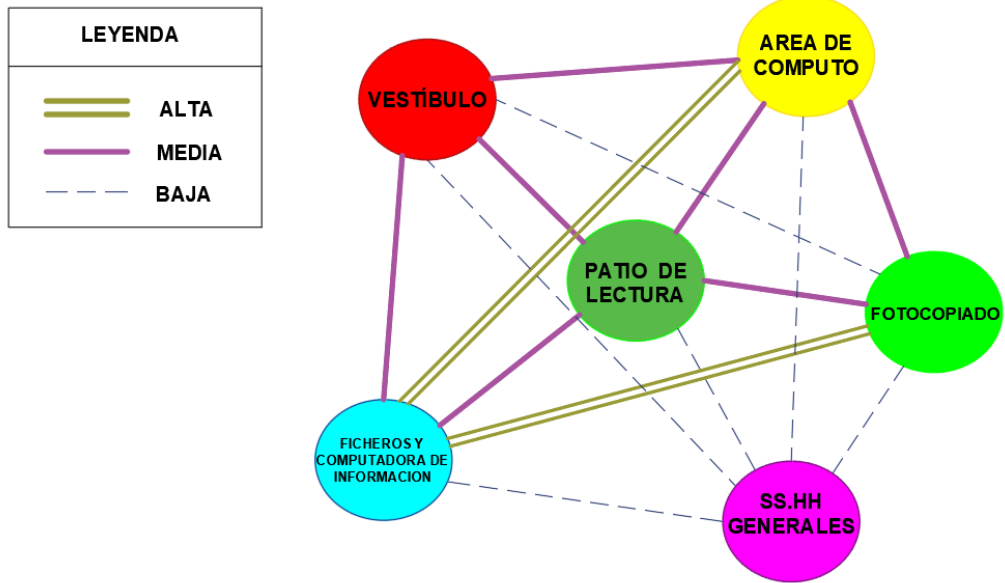 LEYENDA
ALTA
MEDIA
BAJA
VESTÍBULO
AREA DE
COMPUTO
PATIO DE
LECTURA
FOTOCOPIADO
FICHEROS Y
COMPUTADORA DE
INFORMACION
SS.HH
GENERALES